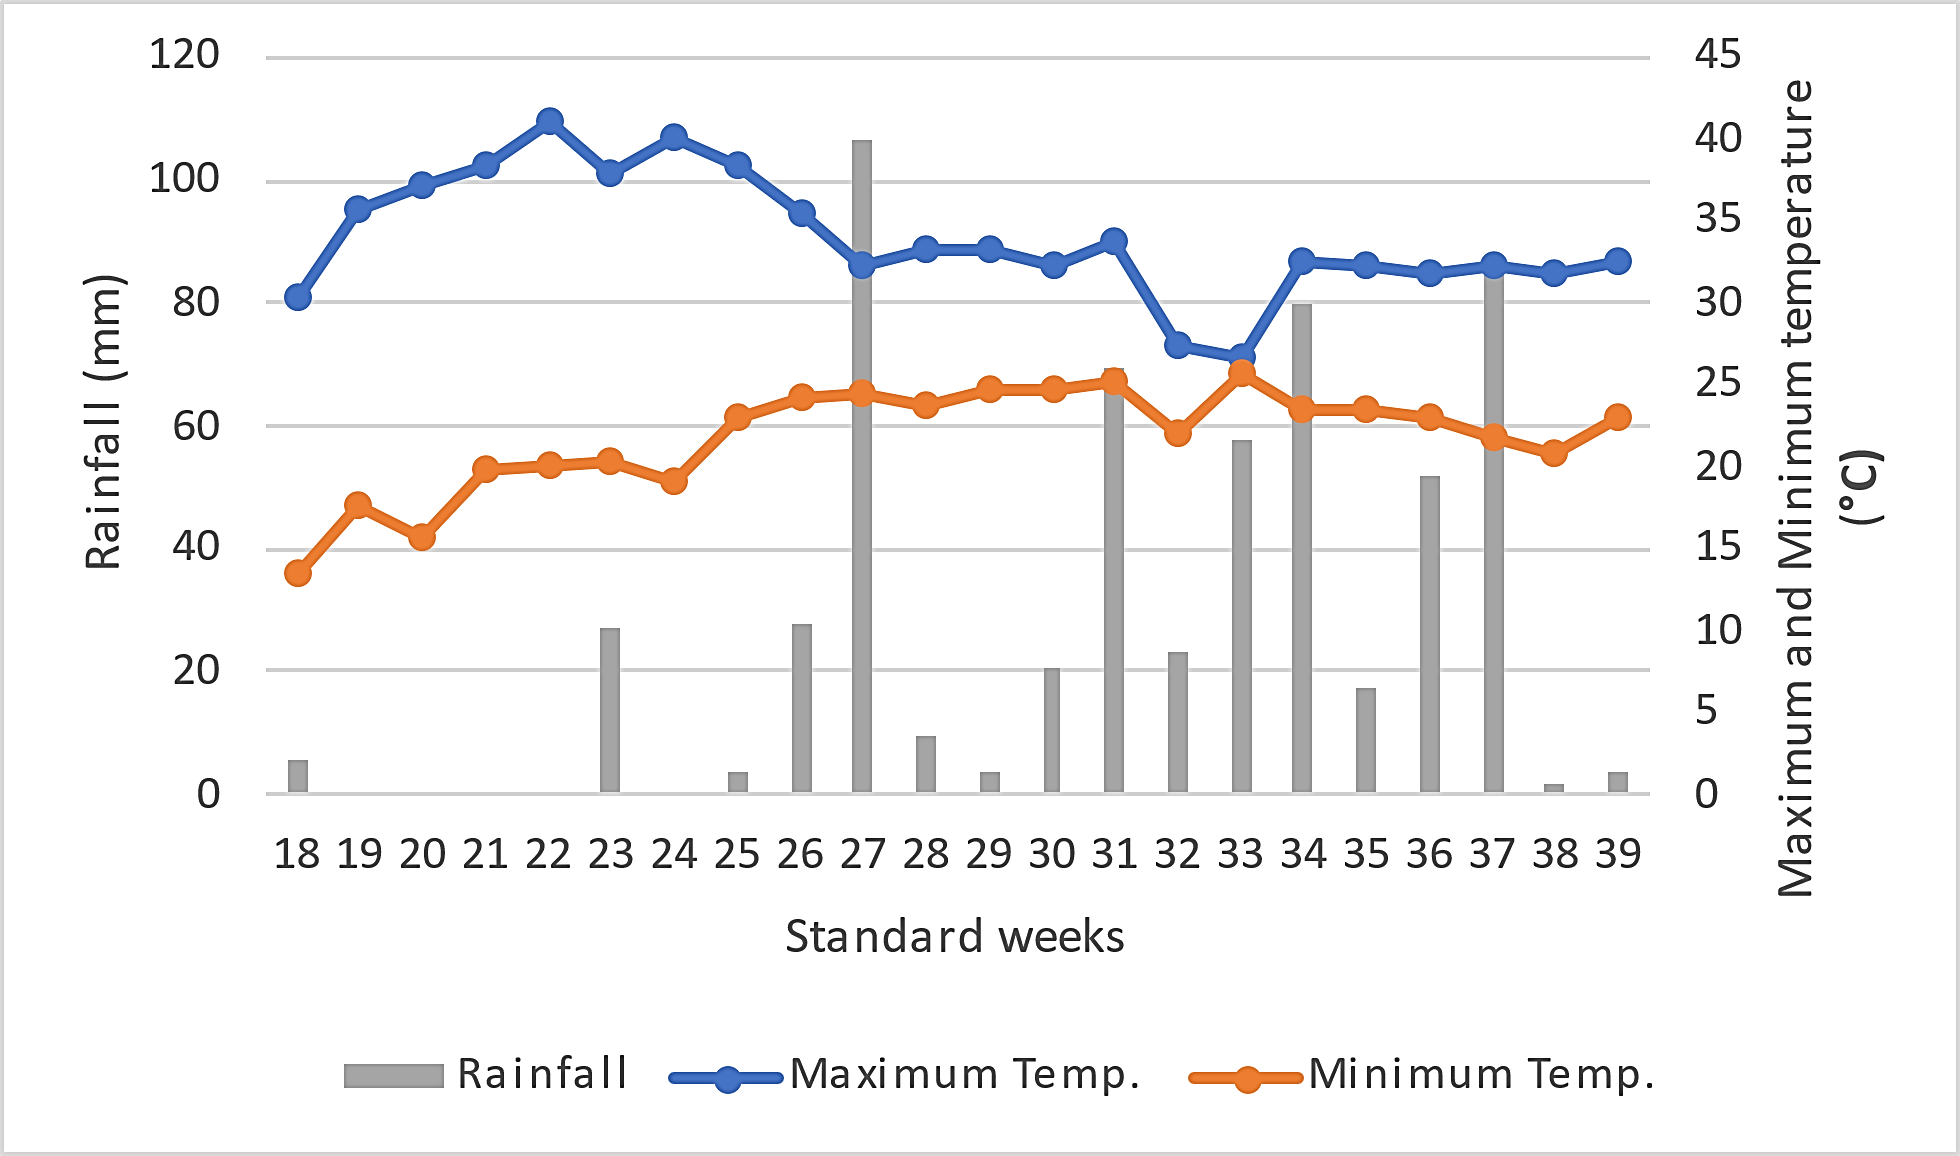 120
100
80
60
40
20
0
Rainfall (mm)
45
40
35
30
25
20
15
10
5
0
Maximum and Minimum temperature
(°C)
18 19 20 21 22 23 24 25 26 27 28 29 30 31 32 33 34 35 36 37 38 39
Standard weeks
Rainfall Maximum Temp. Minimum Temp.